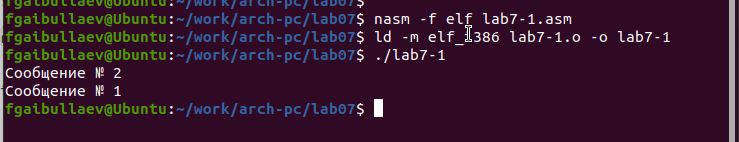 fgaibullaev@Ubuntu:~/work/arch-pc/lab07$ nasm -f elf lab7-1.asm
fgaibullaev@Ubuntu:~/work/arch-pc/lab07$ ld -m elf_i386 lab7-1.o -o lab7-1
fgaibullaev@Ubuntu:~/work/arch-pc/lab07$ ./lab7-1
Сообщение № 2
Сообщение № 1
fgaibullaev@Ubuntu:~/work/arch-pc/lab07$